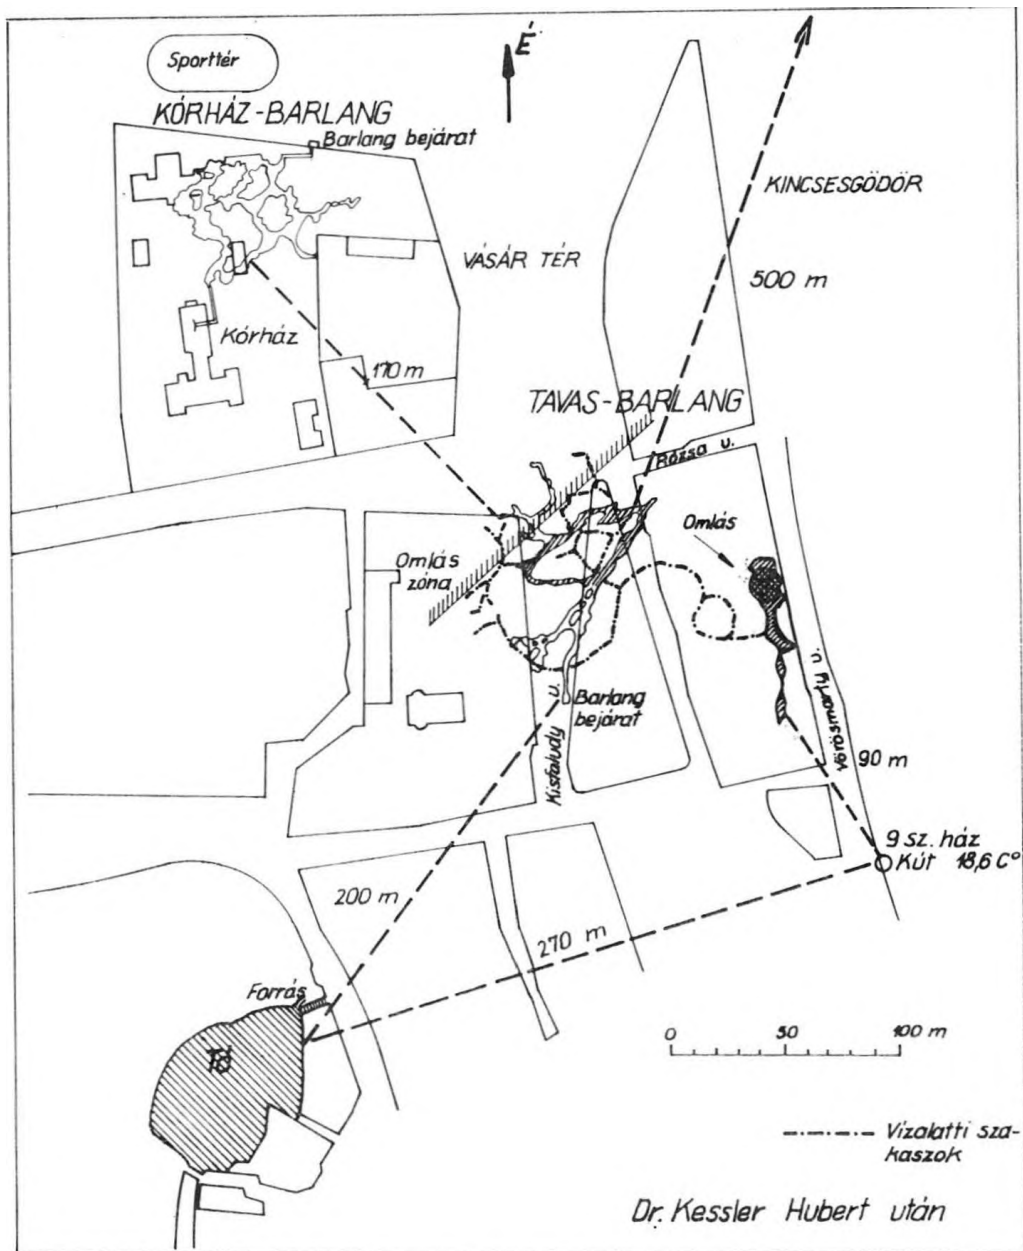 Sporttér
É
KÓRHÁZ-BARLANG
Barlang bejárat
KINCSESGÖDÖR
VÁSÁR TÉR
500 m
Kórház
170 m
TAVAS-BARLANG
Rózsa u.
Omlás
Omlás
zóna
Vörösmarty u.
Barlang
bejárat
Kisfaludy u.
90 m
9 sz. ház
Kút 18,6 C°
200 m
270 m
Forrás
Tó
0 50 100 m
Vízalatti sza-
kaszok
Dr. Kessler Hubert után